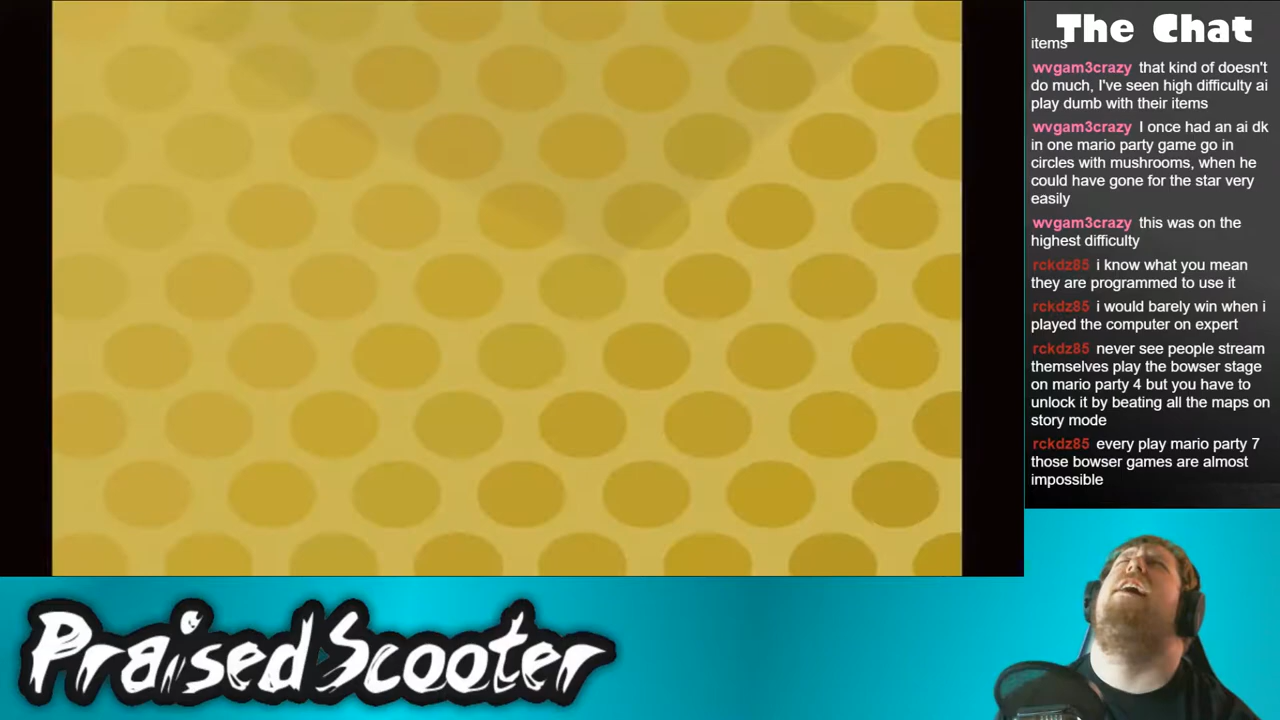 The Chat
items
wvgam3crazy that kind of doesn't
do much, I've seen high difficulty ai
play dumb with their items
wvgam3crazy I once had an ai dk
in one mario party game go in
circles with mushrooms, when he
could have gone for the star very
easily
wvgam3crazy this was on the
highest difficulty
rckdz85 i know what you mean
they are programmed to use it
rckdz85 i would barely win when i
played the computer on expert
rckdz85 never see people stream
themselves play the bowser stage
on mario party 4 but you have to
unlock it by beating all the maps on
story mode
rckdz85 every play mario party 7
those bowser games are almost
impossible
PraisedScooter